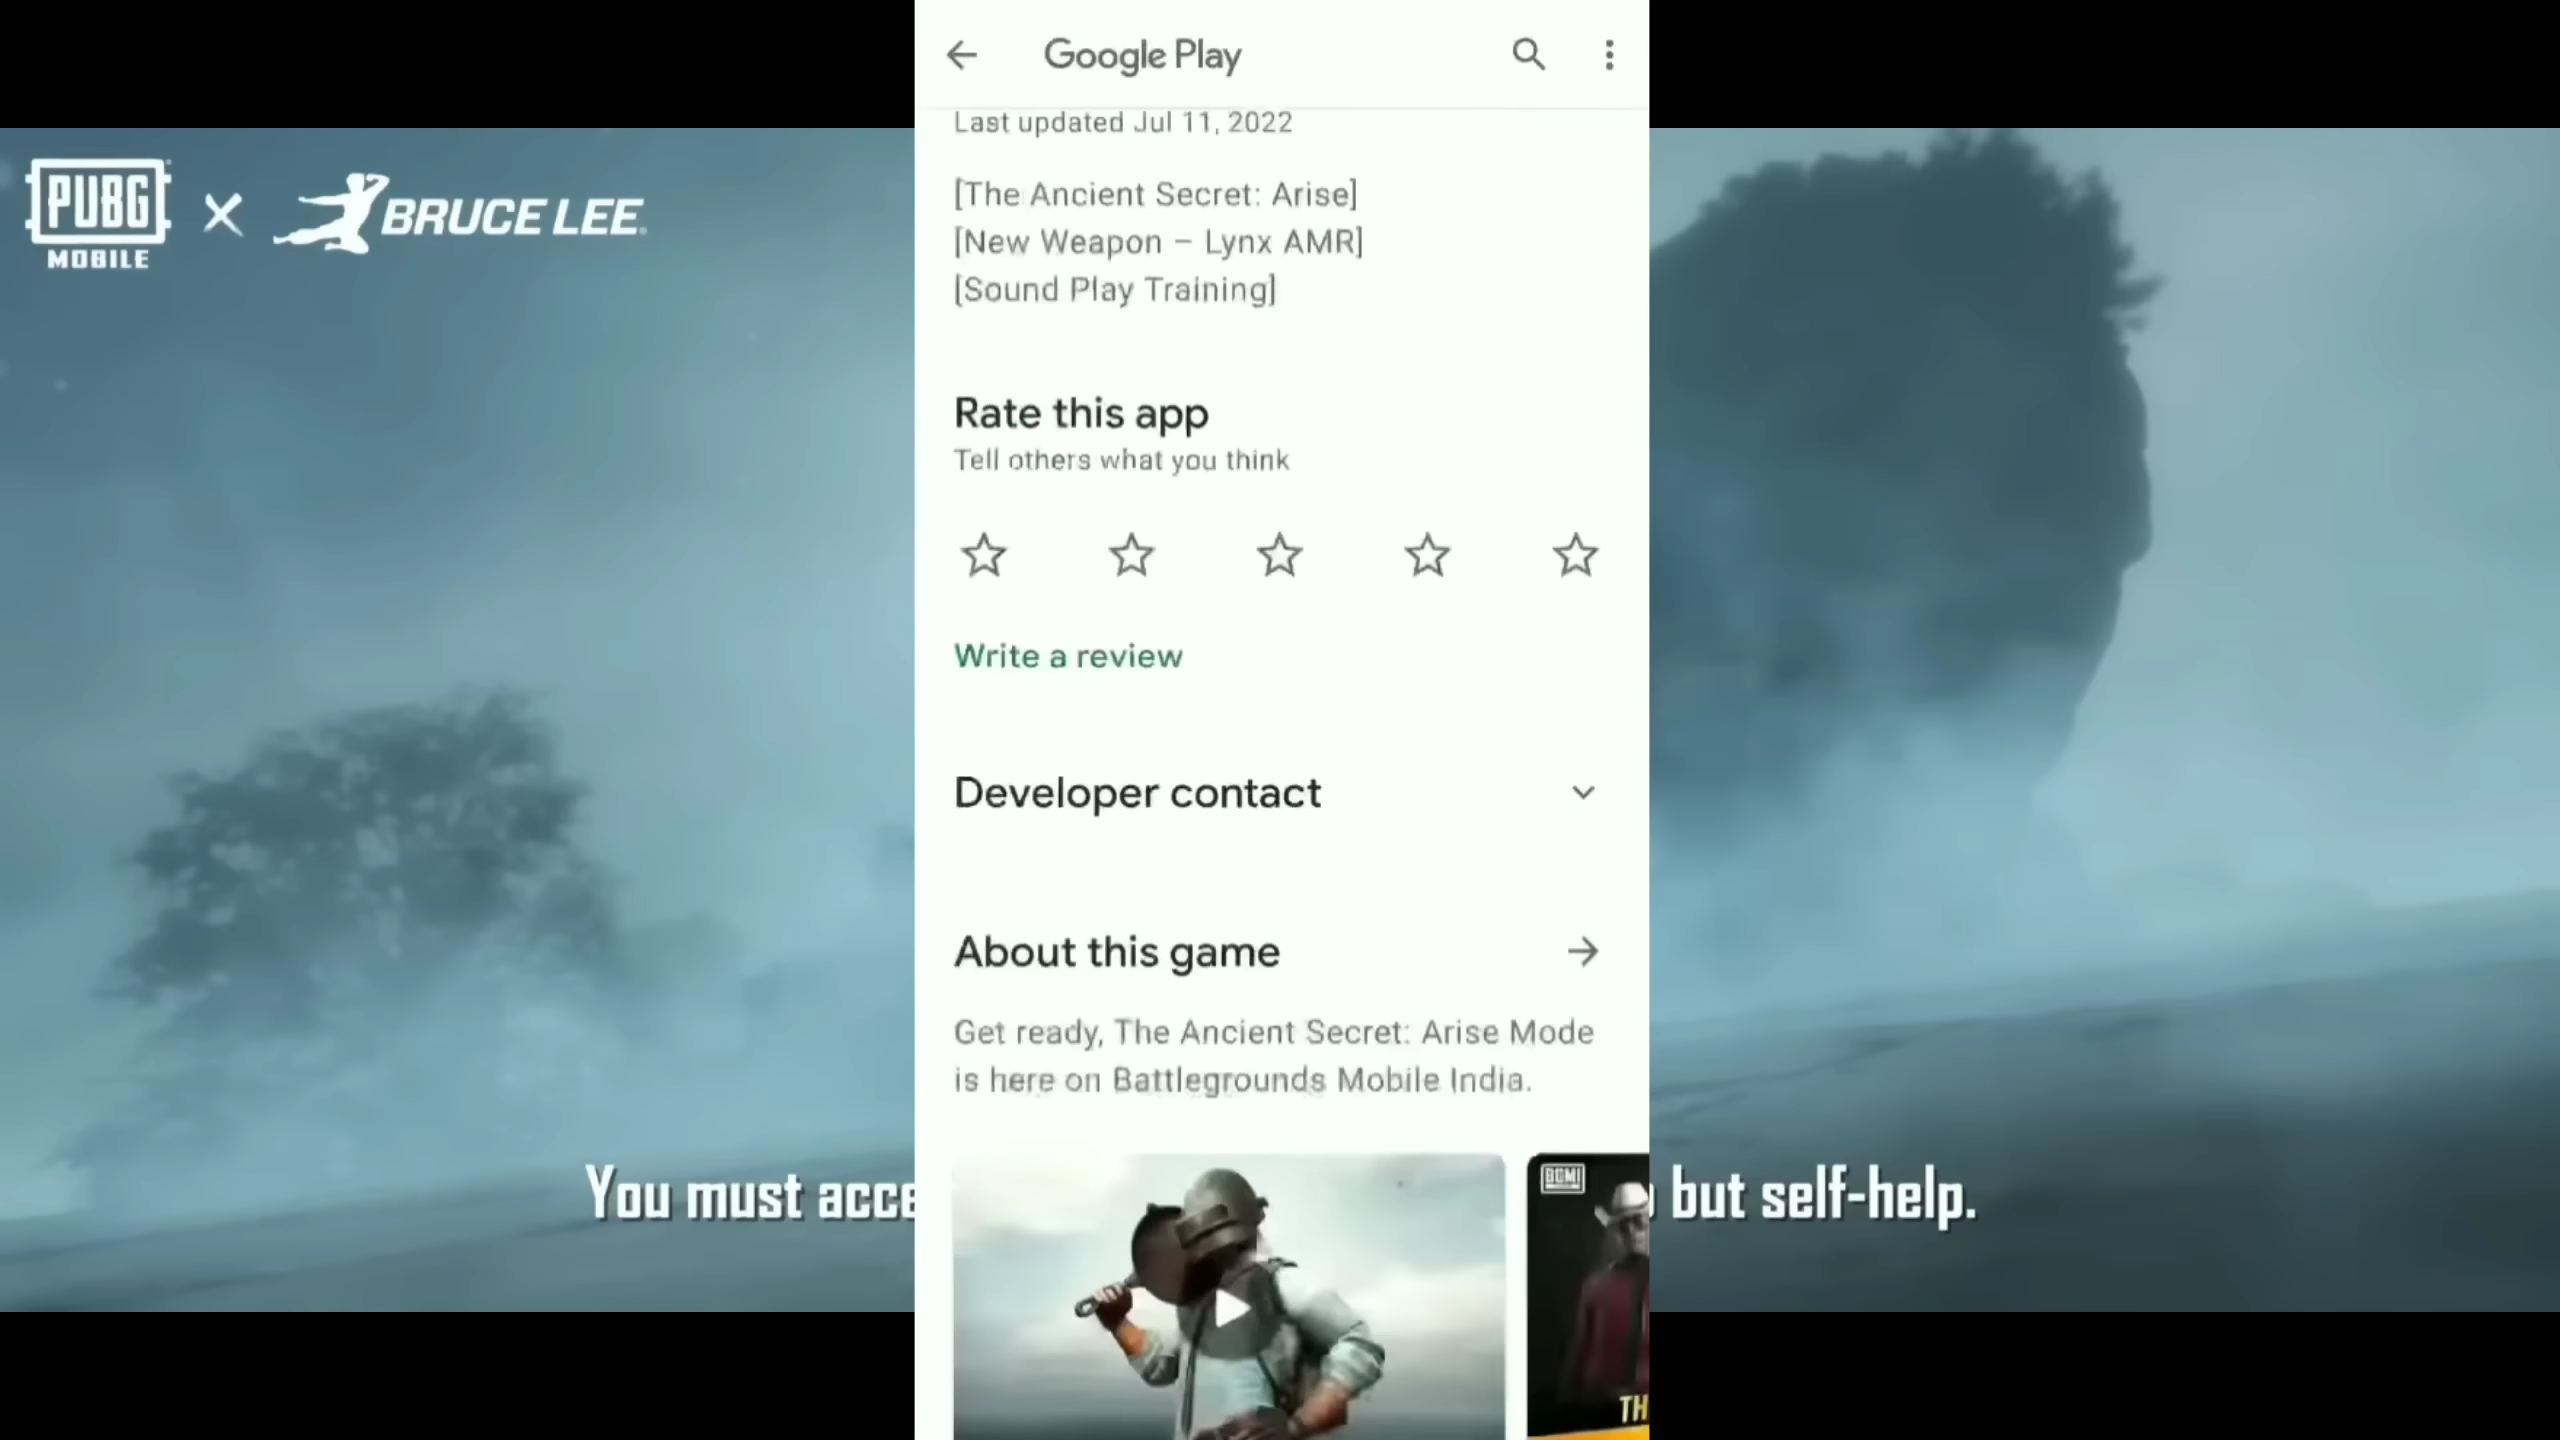 PUBG
MOBILE
X
BRUCE LEE
Google Play
Last updated Jul 11, 2022
[The Ancient Secret: Arise]
[New Weapon – Lynx AMR]
[Sound Play Training]
Rate this app
Tell others what you think
Write a review
Developer contact
About this game
Get ready, The Ancient Secret: Arise Mode
is here on Battlegrounds Mobile India.
BGMI
TH
You must acce
but self-help.